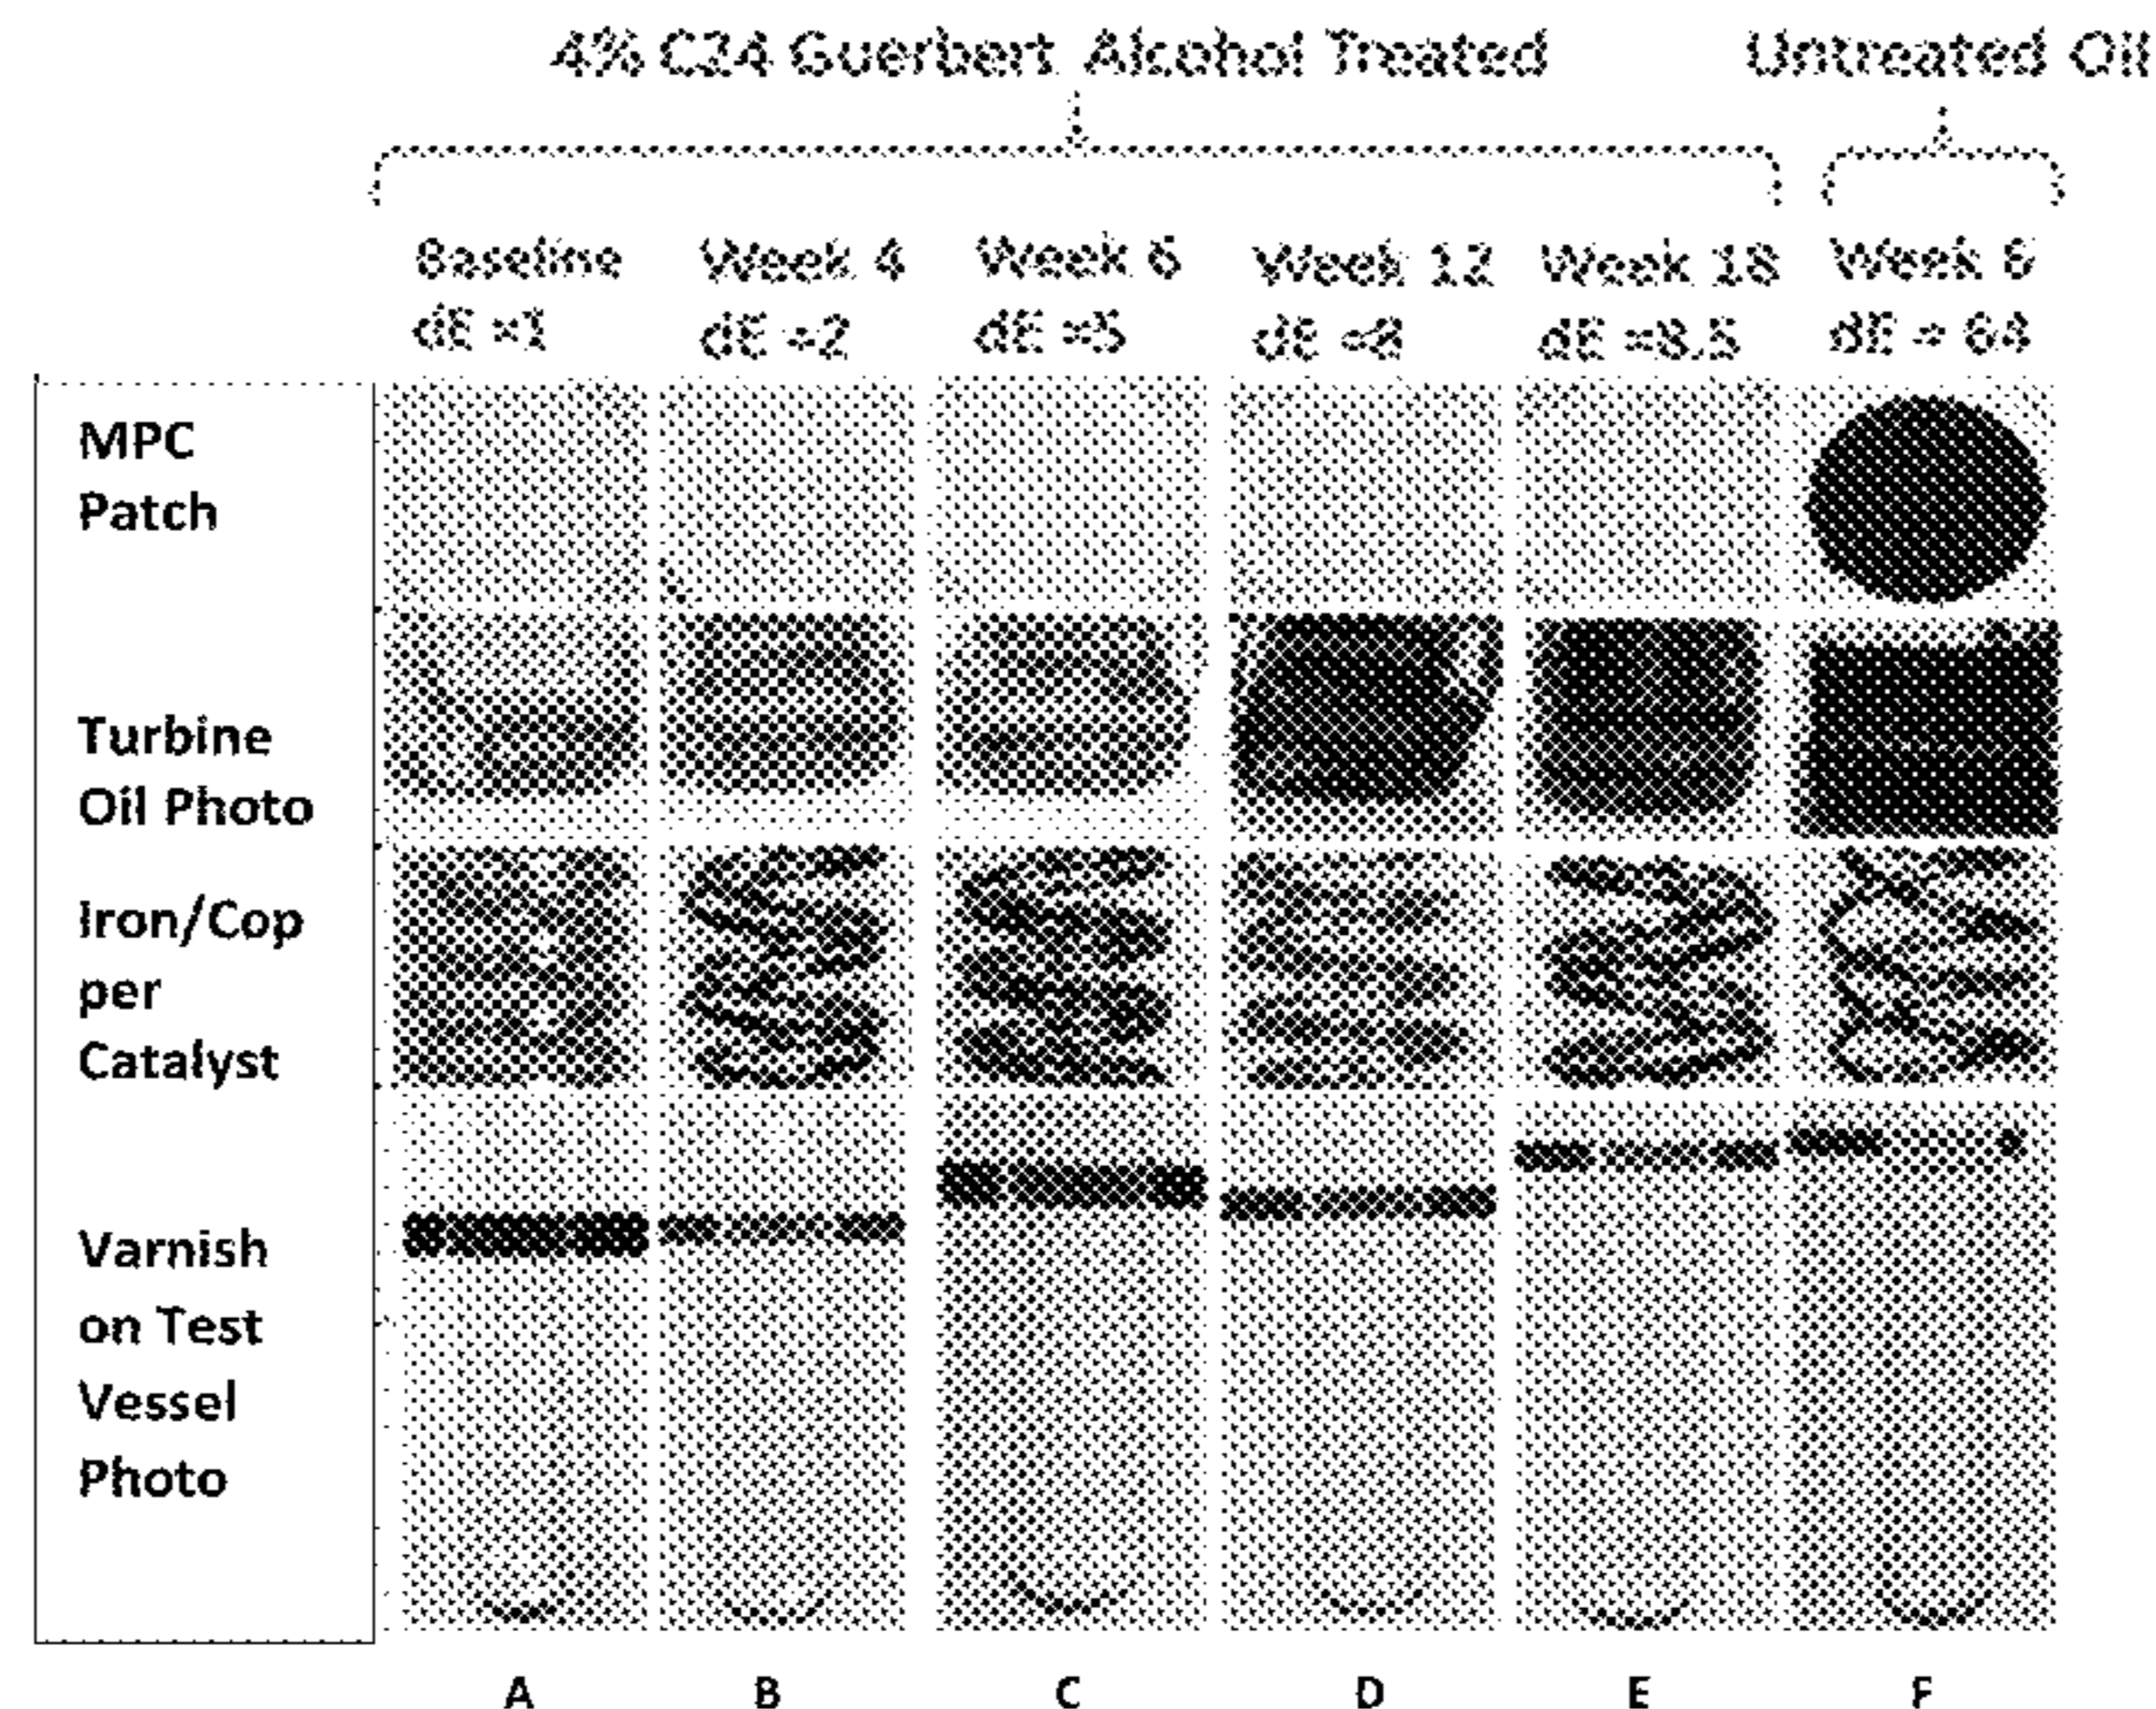 4% C24 Guerbert Alcohol Treated
Untreated Oil
Baseline
dE =1
Week 4
dE =2
Week 6
dE =5
Week 12
dE =8
Week 18
dE =8.5
Week 6
dE = 64
MPC
Patch
Turbine
Oil Photo
Iron/Cop
per
Catalyst
Varnish
on Test
Vessel
Photo
A B C D E F